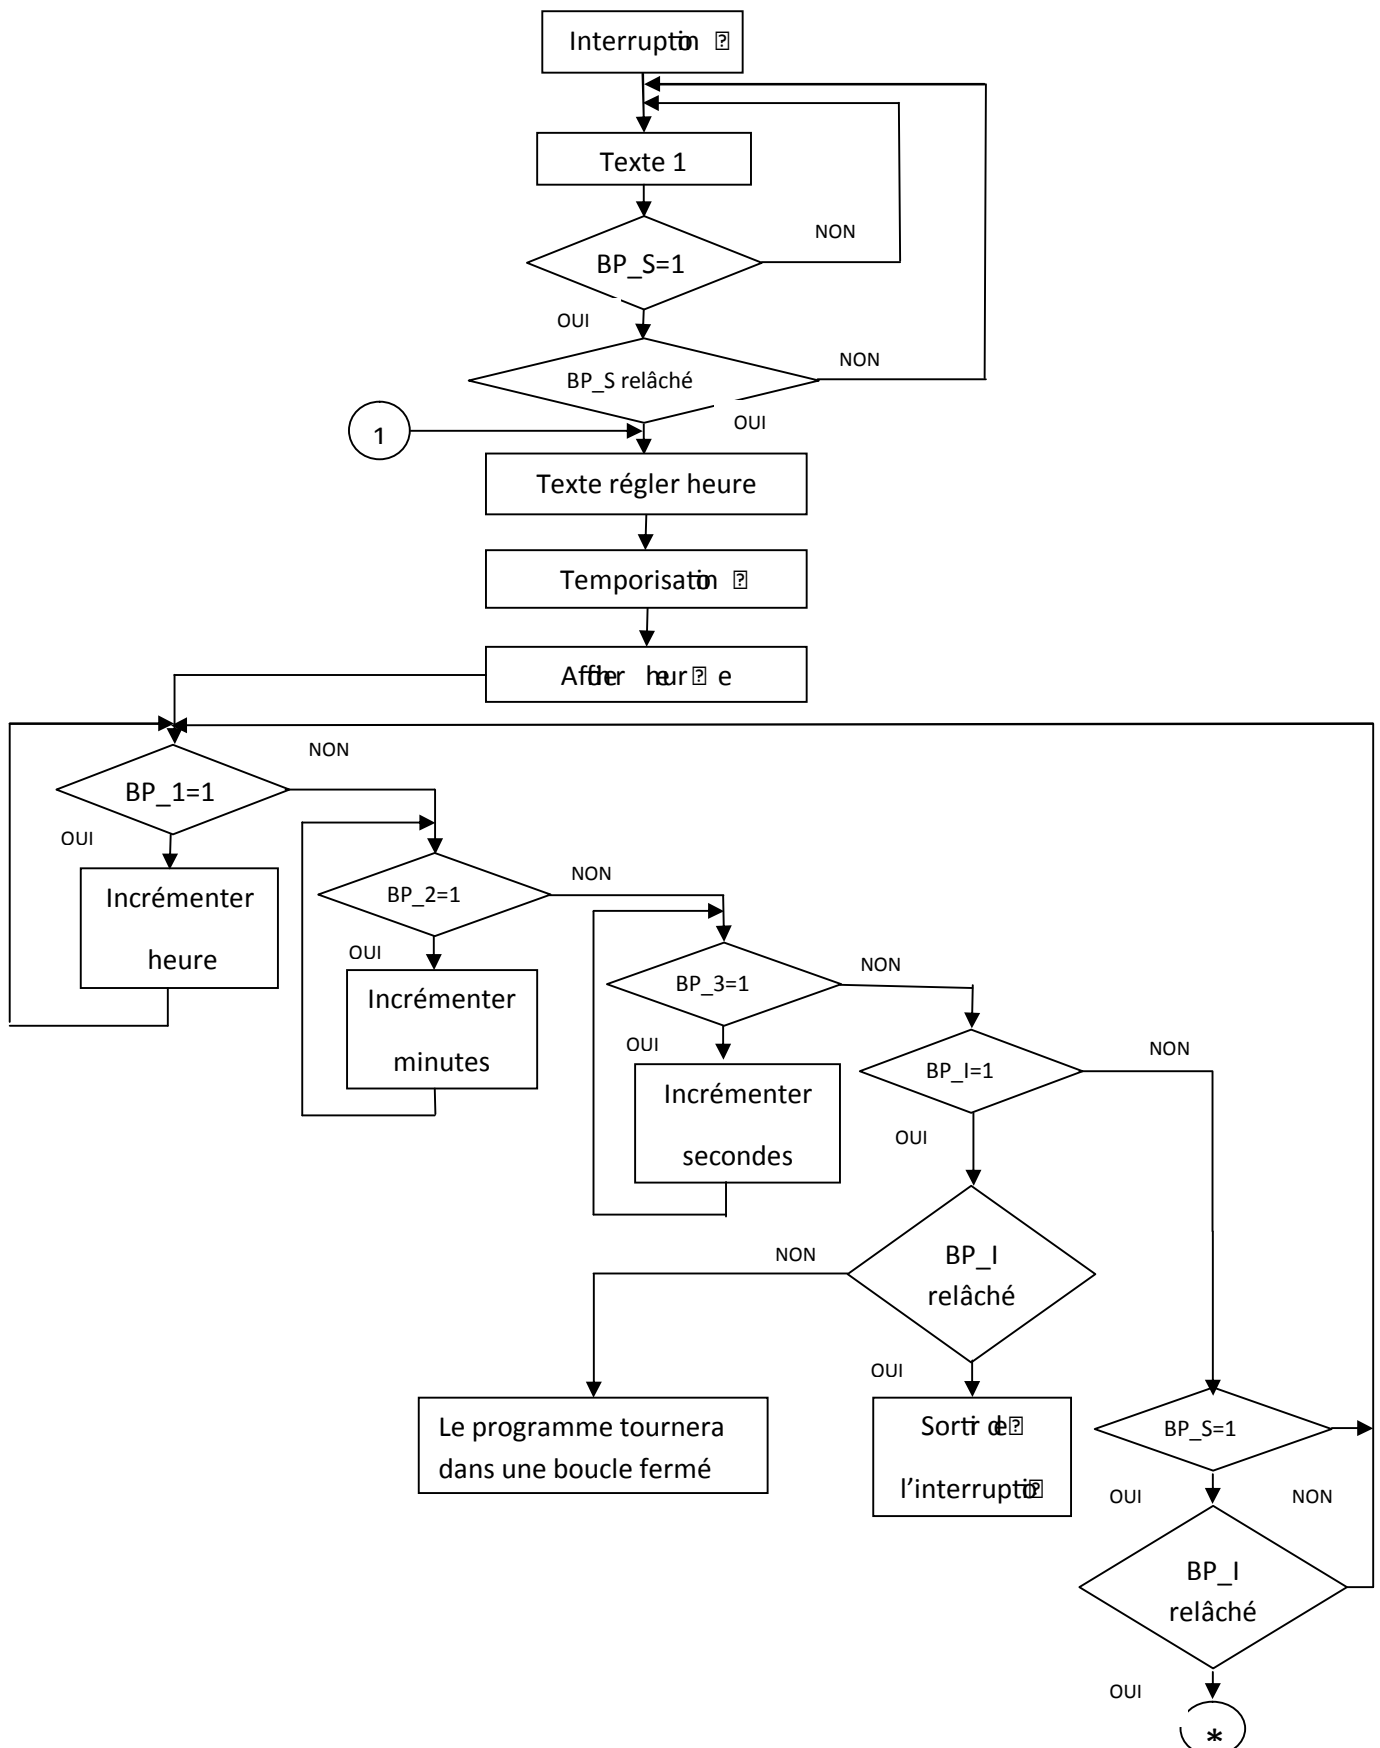 Interruption
Texte 1
NON
BP_S=1
OUI
NON
BP_S relâché
OUI
1
Texte régler heure
Temporisation
Afficher heure
NON
BP_1=1
OUI
Incrémenter
heure
NON
BP_2=1
OUI
Incrémenter
minutes
NON
BP_3=1
OUI
Incrémenter
secondes
NON
BP_I=1
OUI
NON
BP_I
relâché
OUI
Le programme tournera
dans une boucle fermé
Sortir de
l’interruptio
BP_S=1
OUI
NON
BP_I
relâché
OUI
*